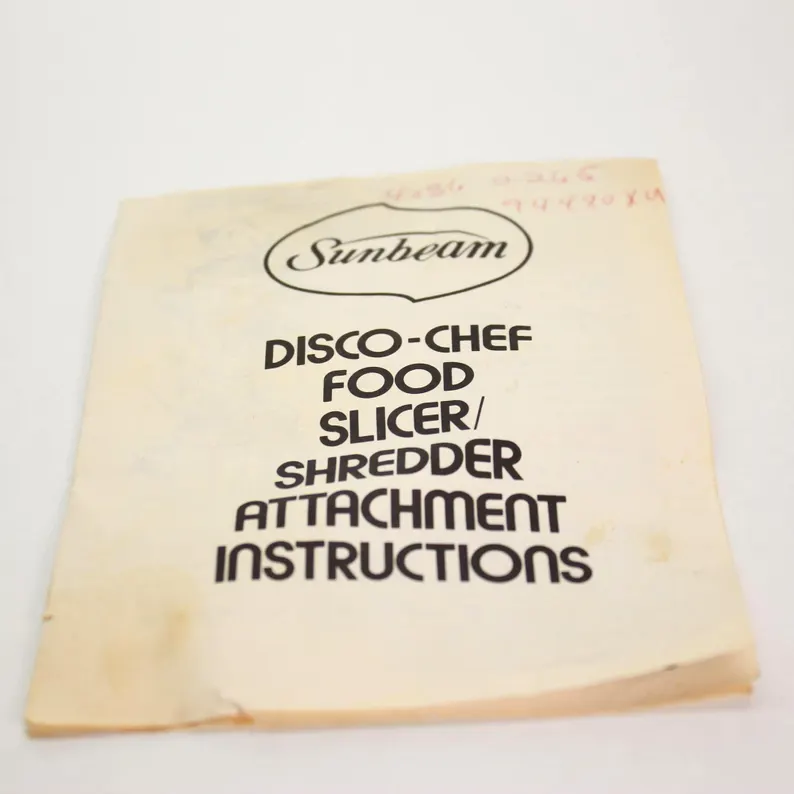 Sunbeam
DISCO-CHEF
FOOD
SLICER/
SHREDDER
ATTACHMENT
INSTRUCTIONS